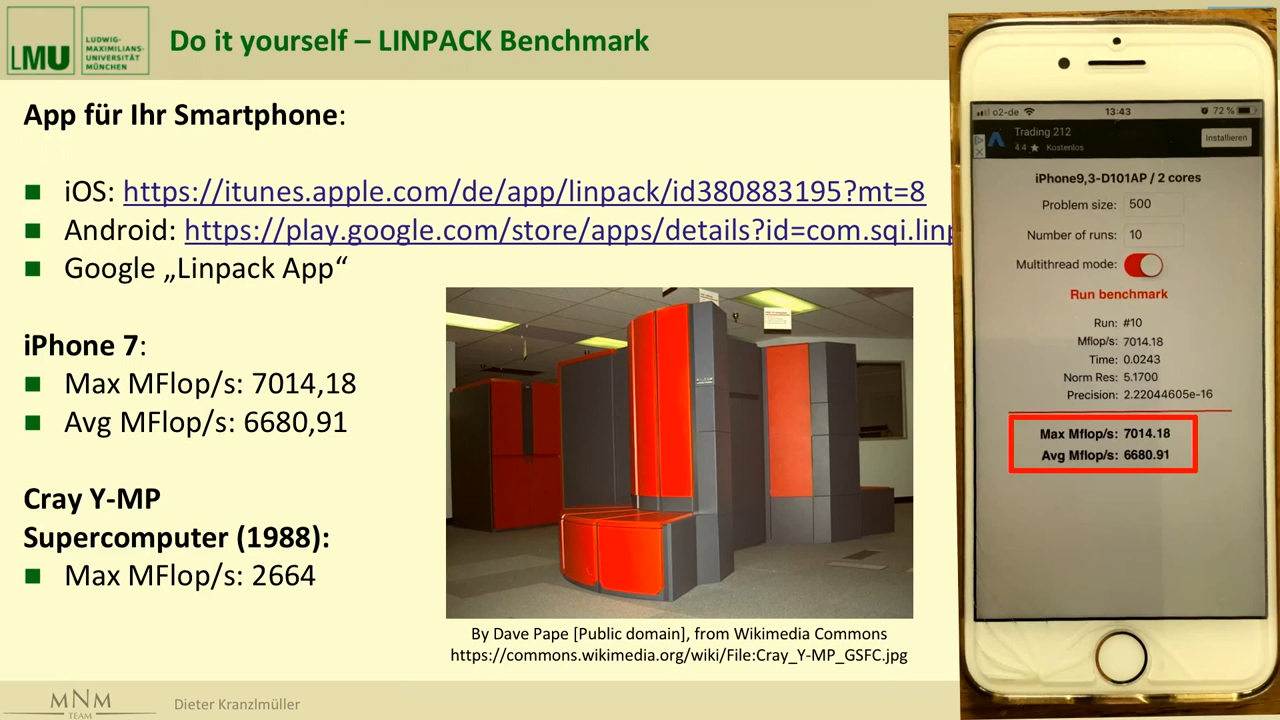 LMU
LUDWIG-
MAXIMILIANS-
UNIVERSITÄT
MÜNCHEN
Do it yourself – LINPACK Benchmark
App für Ihr Smartphone:
iOS: https://itunes.apple.com/de/app/linpack/id380883195?mt=8
Android: https://play.google.com/store/apps/details?id=com.sqi.linp
Google „Linpack App“
iPhone 7:
Max MFlop/s: 7014,18
Avg MFlop/s: 6680,91
Cray Y-MP
Supercomputer (1988):
Max MFlop/s: 2664
By Dave Pape [Public domain], from Wikimedia Commons
https://commons.wikimedia.org/wiki/File:Cray_Y-MP_GSFC.jpg
o2-de 13:43 72 %
Trading 212
4.4 ★ Kostenlos
Installieren
iPhone9,3-D101AP / 2 cores
Problem size: 500
Number of runs: 10
Multithread mode:
Run benchmark
Run: #10
Mflop/s: 7014.18
Time: 0.0243
Norm Res: 5.1700
Precision: 2.22044605e-16
Max Mflop/s: 7014.18
Avg Mflop/s: 6680.91
MNM
TEAM
Dieter Kranzlmüller